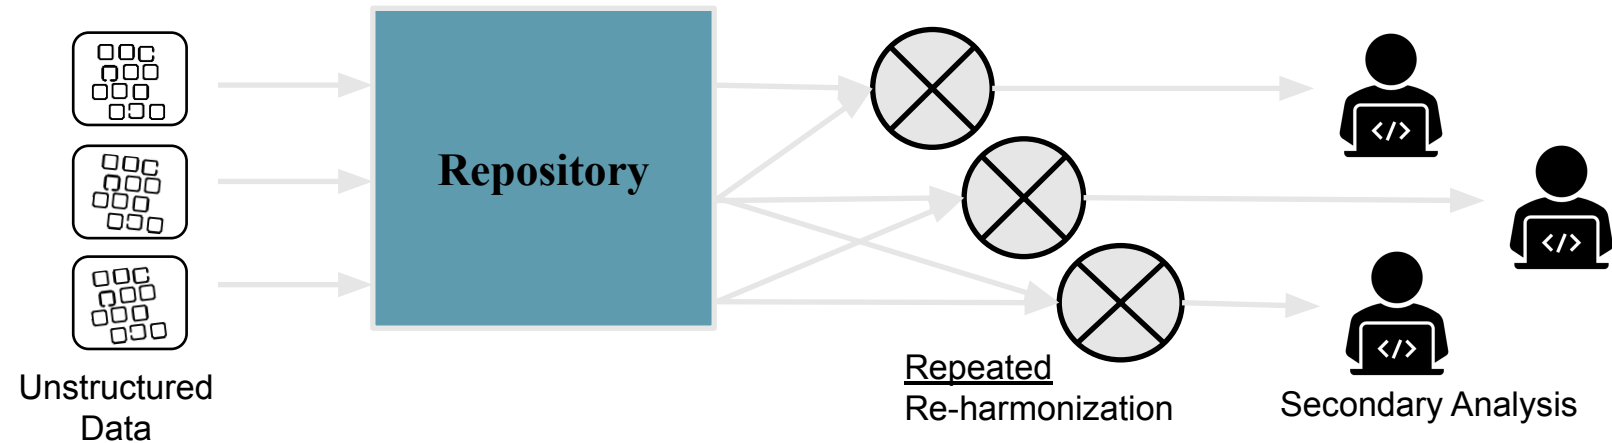 Repository
</>
</>
</>
Unstructured
Data
Repeated
Re-harmonization
Secondary Analysis